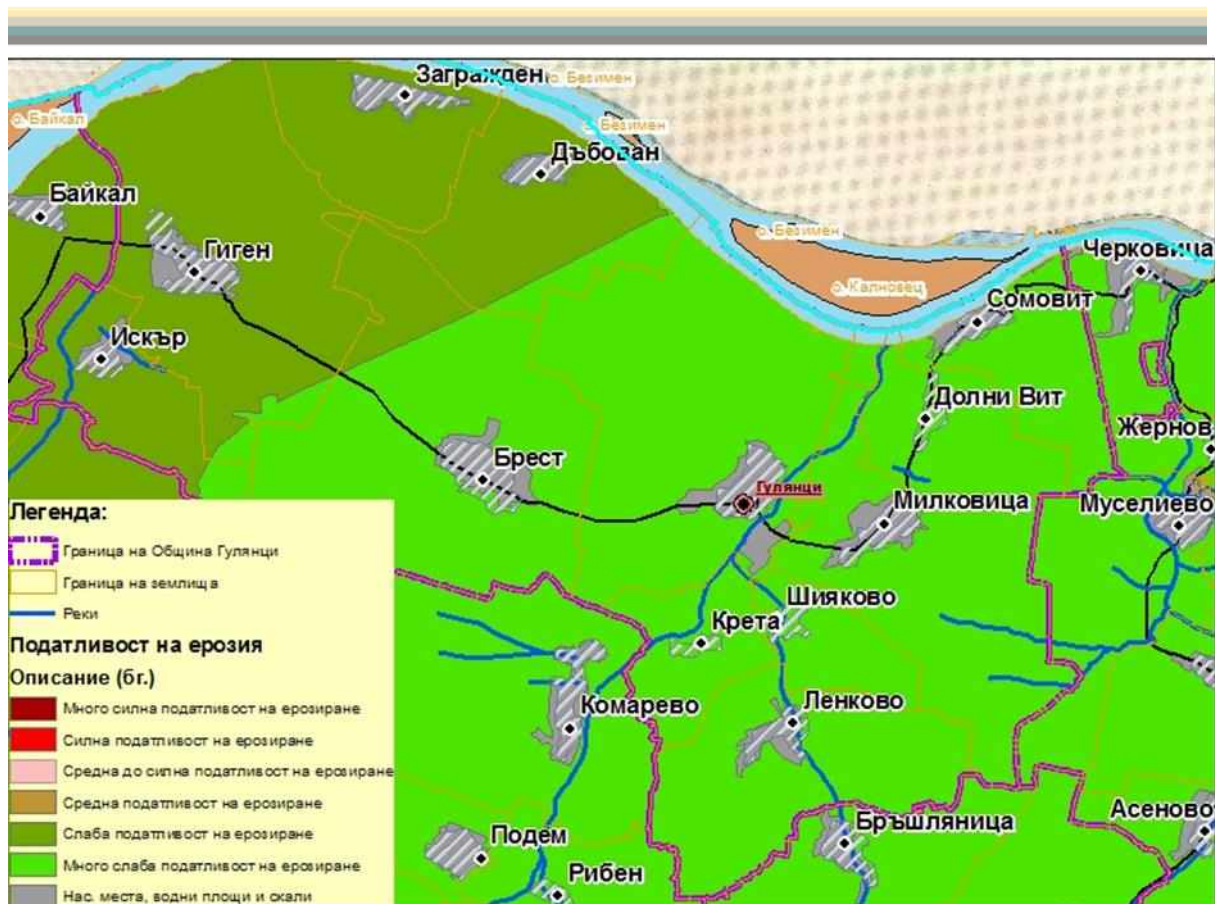 Загражден
о. Безимен
о. Байкал
о. Безимен
Дъбован
Байкал
Гиген
о. Безимен
Черковица
о. Калновец
Сомовит
Искър
Долни Вит
Жернов
Брест
Гулянци
Милковица
Муселиево
Шияково
Крета
Комарево
Ленково
Подем
Бръшляница
Асеново
Рибен
Легенда:
Граница на Община Гулянци
Граница на землища
Реки
Податливост на ерозия
Описание (бг.)
Много силна податливост на ерозиране
Силна податливост на ерозиране
Средна до силна податливост на ерозиране
Средна податливост на ерозиране
Слаба податливост на ерозиране
Много слаба податливост на ерозиране
Нас. места, водни площи и скали